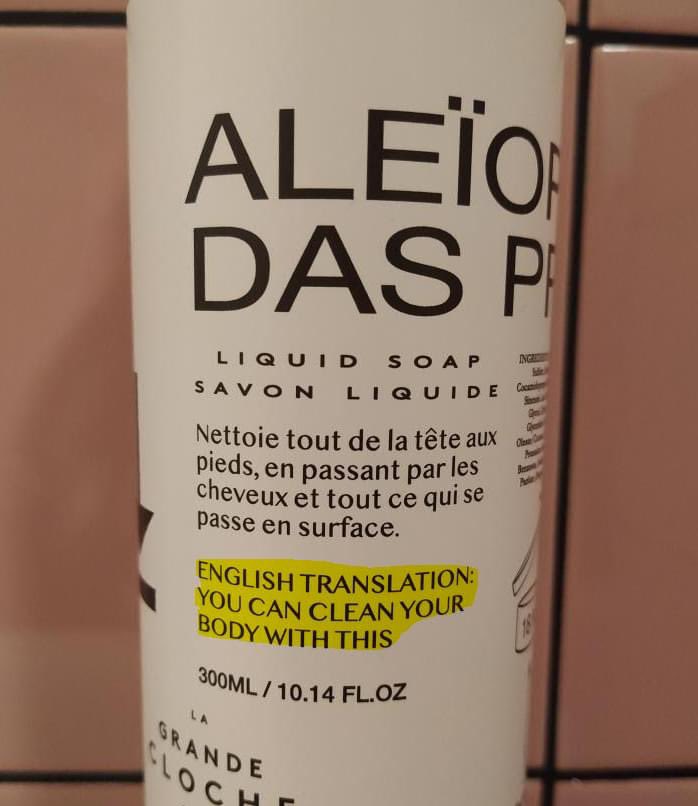 ALEÏO
DAS P
LIQUID SOAP
SAVON LIQUIDE
Nettoie tout de la tête aux
pieds, en passant par les
cheveux et tout ce qui se
passe en surface.
ENGLISH TRANSLATION:
YOU CAN CLEAN YOUR
BODY WITH THIS
300ML / 10.14 FL.OZ
LA
GRANDE
CLOCHE